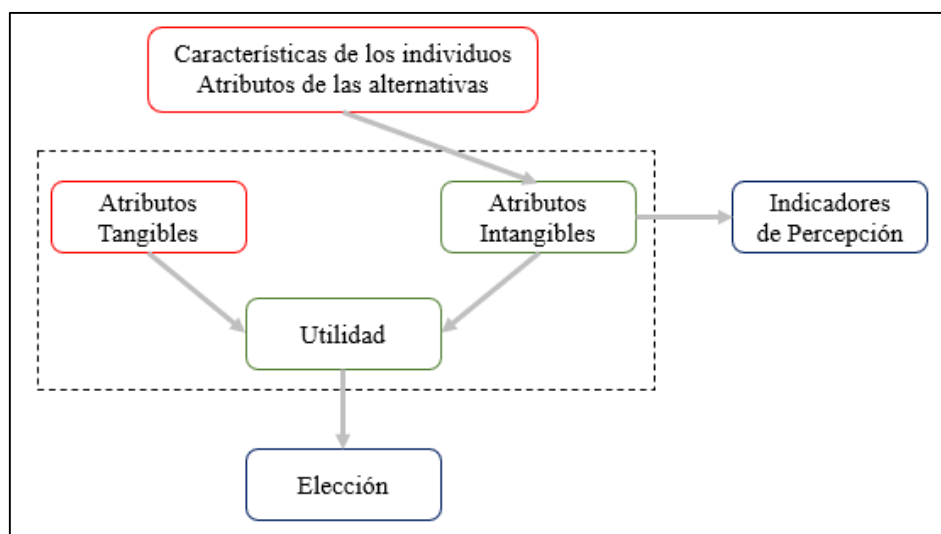 Características de los individuos
Atributos de las alternativas
Atributos
Tangibles
Atributos
Intangibles
Indicadores
de Percepción
Utilidad
Elección